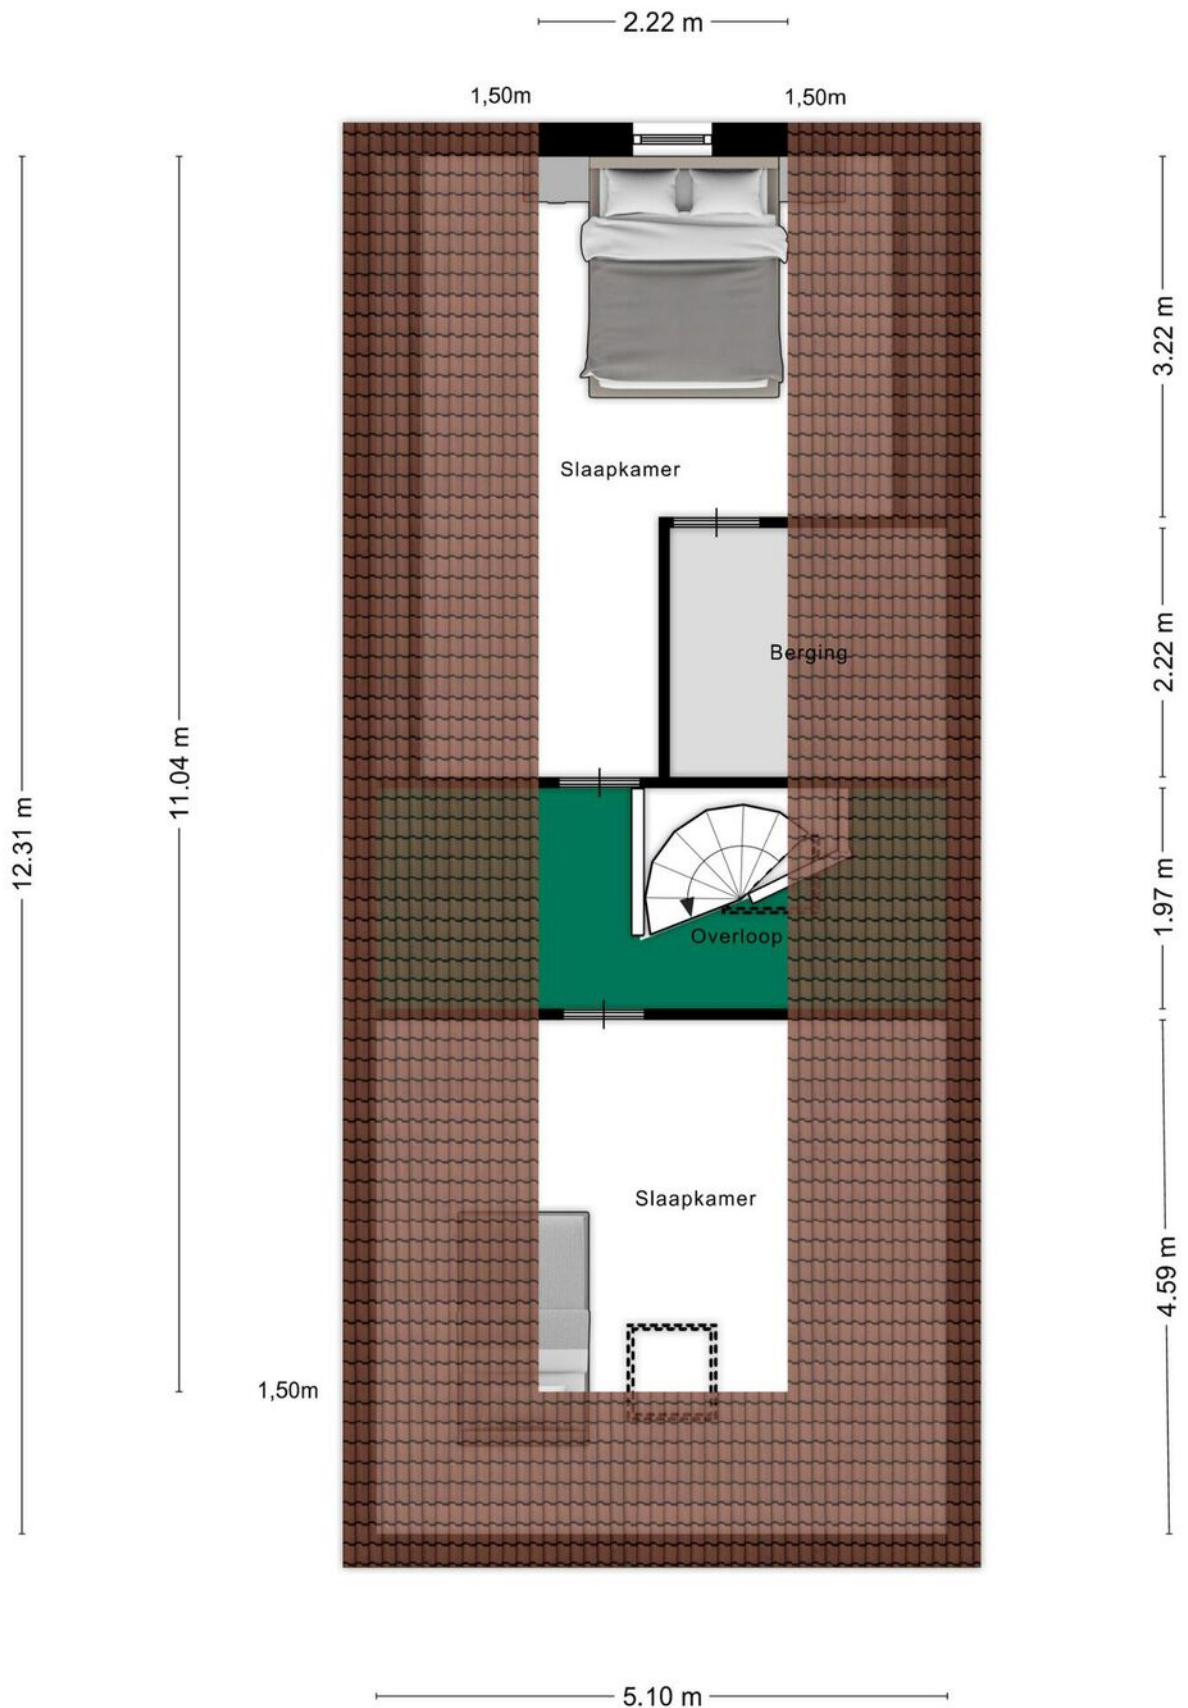 2.22 m
1,50m
1,50m
3.22 m
Slaapkamer
Berging
2.22 m
11.04 m
12.31 m
1.97 m
Overloop
Slaapkamer
4.59 m
1,50m
5.10 m